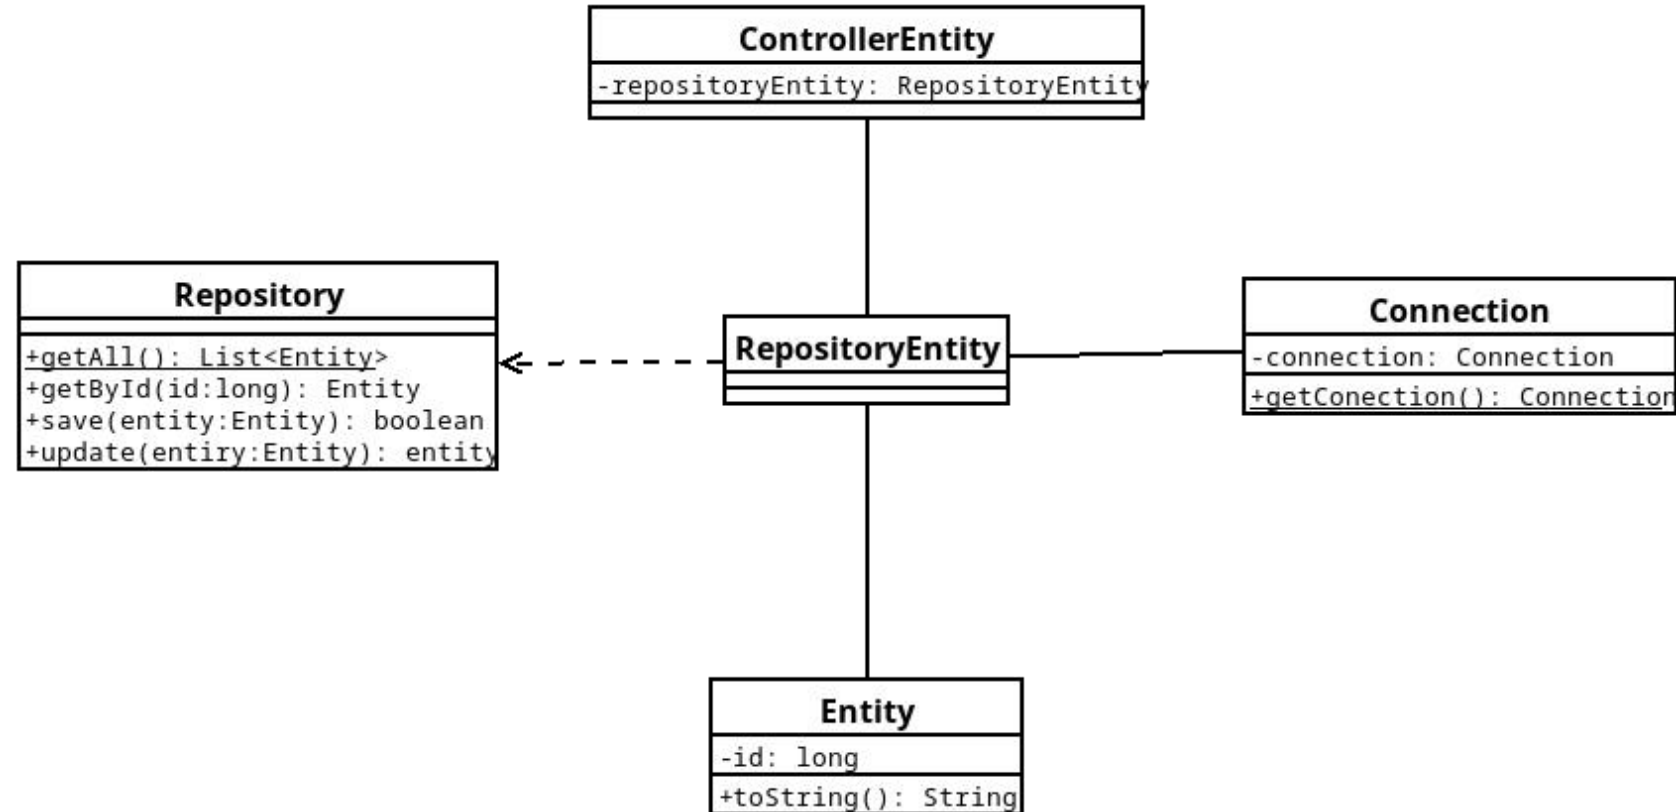 ControllerEntity
-repositoryEntity: RepositoryEntity
Repository
+getAll(): List<Entity>
+getById(id:long): Entity
+save(entity:Entity): boolean
+update(entiry:Entity): entity
RepositoryEntity
Connection
-connection: Connection
+getConection(): Connection
Entity
-id: long
+toString(): String